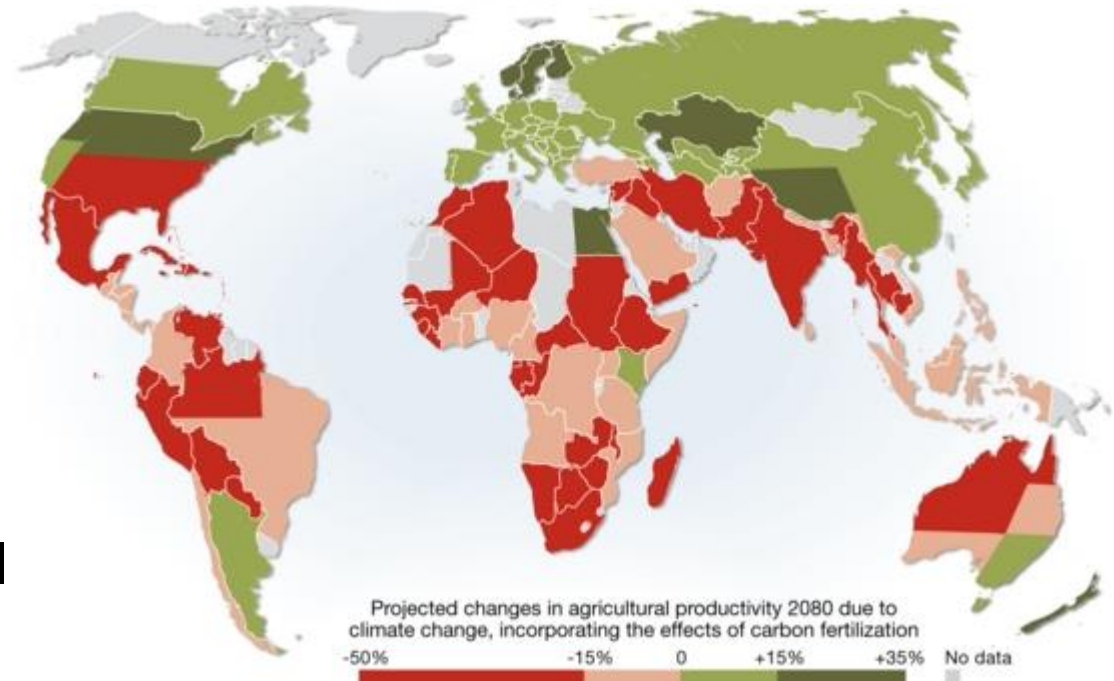 Projected changes in agricultural productivity 2080 due to
climate change, incorporating the effects of carbon fertilization
-50% -15% 0 +15% +35% No data